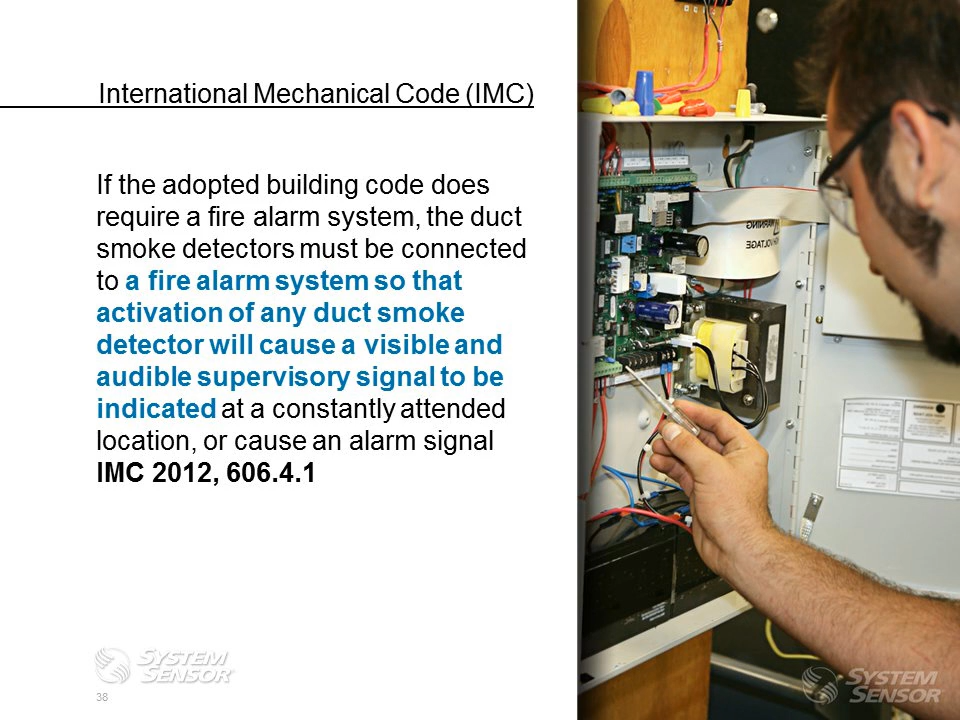 International Mechanical Code (IMC)
If the adopted building code does
require a fire alarm system, the duct
smoke detectors must be connected
to a fire alarm system so that
activation of any duct smoke
detector will cause a visible and
audible supervisory signal to be
indicated at a constantly attended
location, or cause an alarm signal
IMC 2012, 606.4.1
WARNING
VOLTAGE
SYSTEM
SENSOR
38
SYSTEM
SENSOR